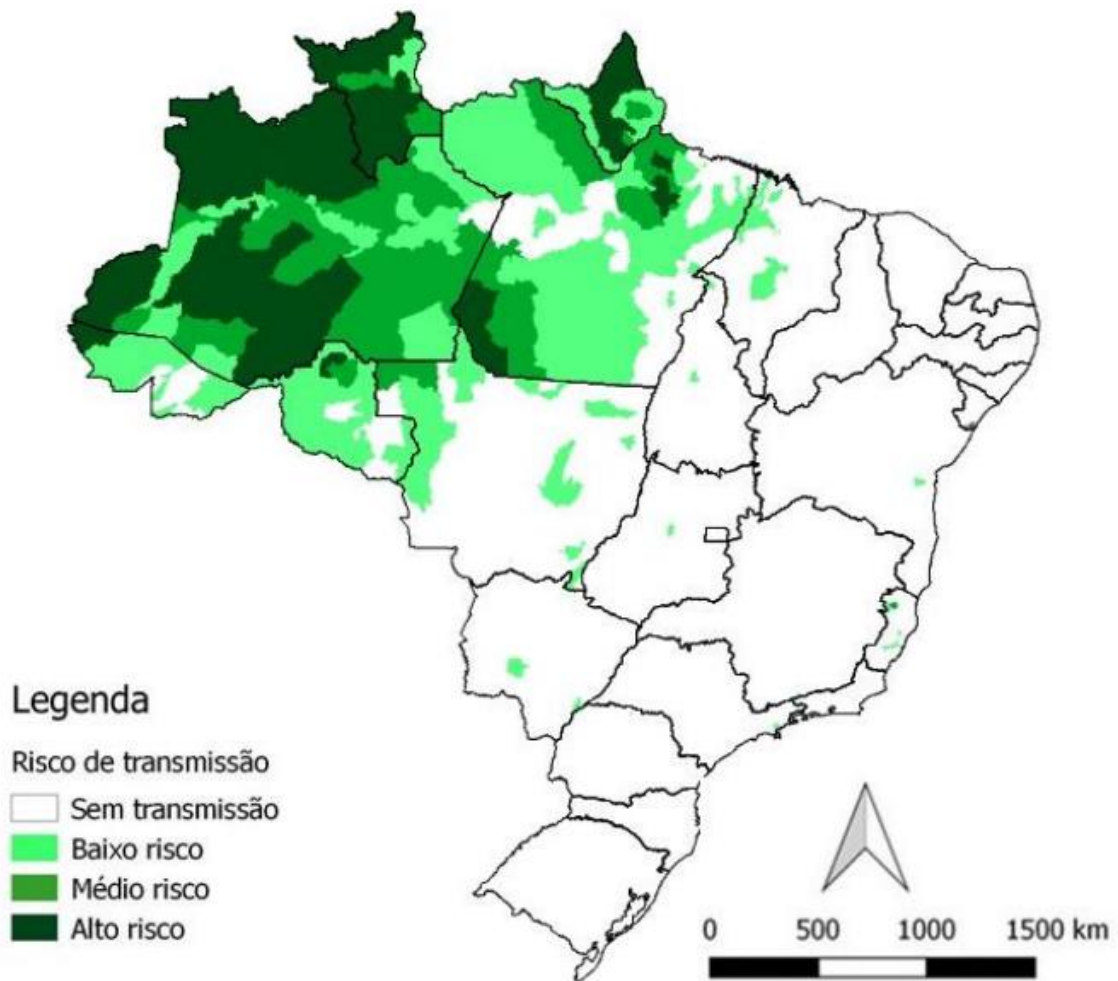 Legenda
Risco de transmissão
Sem transmissão
Baixo risco
Médio risco
Alto risco
0 500 1000 1500 km